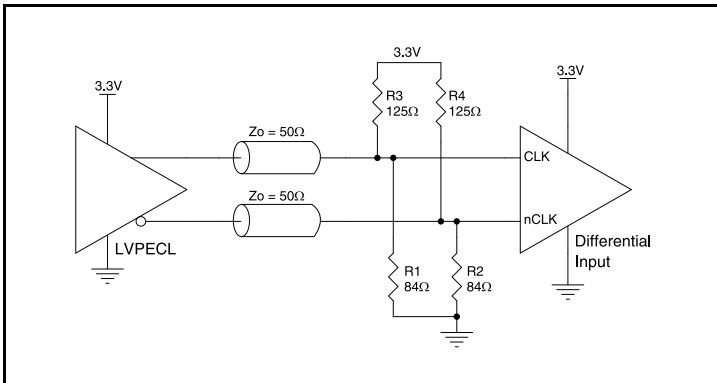 3.3V
3.3V
3.3V
R3
125Ω
R4
125Ω
Zo = 50Ω
CLK
Zo = 50Ω
nCLK
LVPECL
Differential
Input
R1
84Ω
R2
84Ω